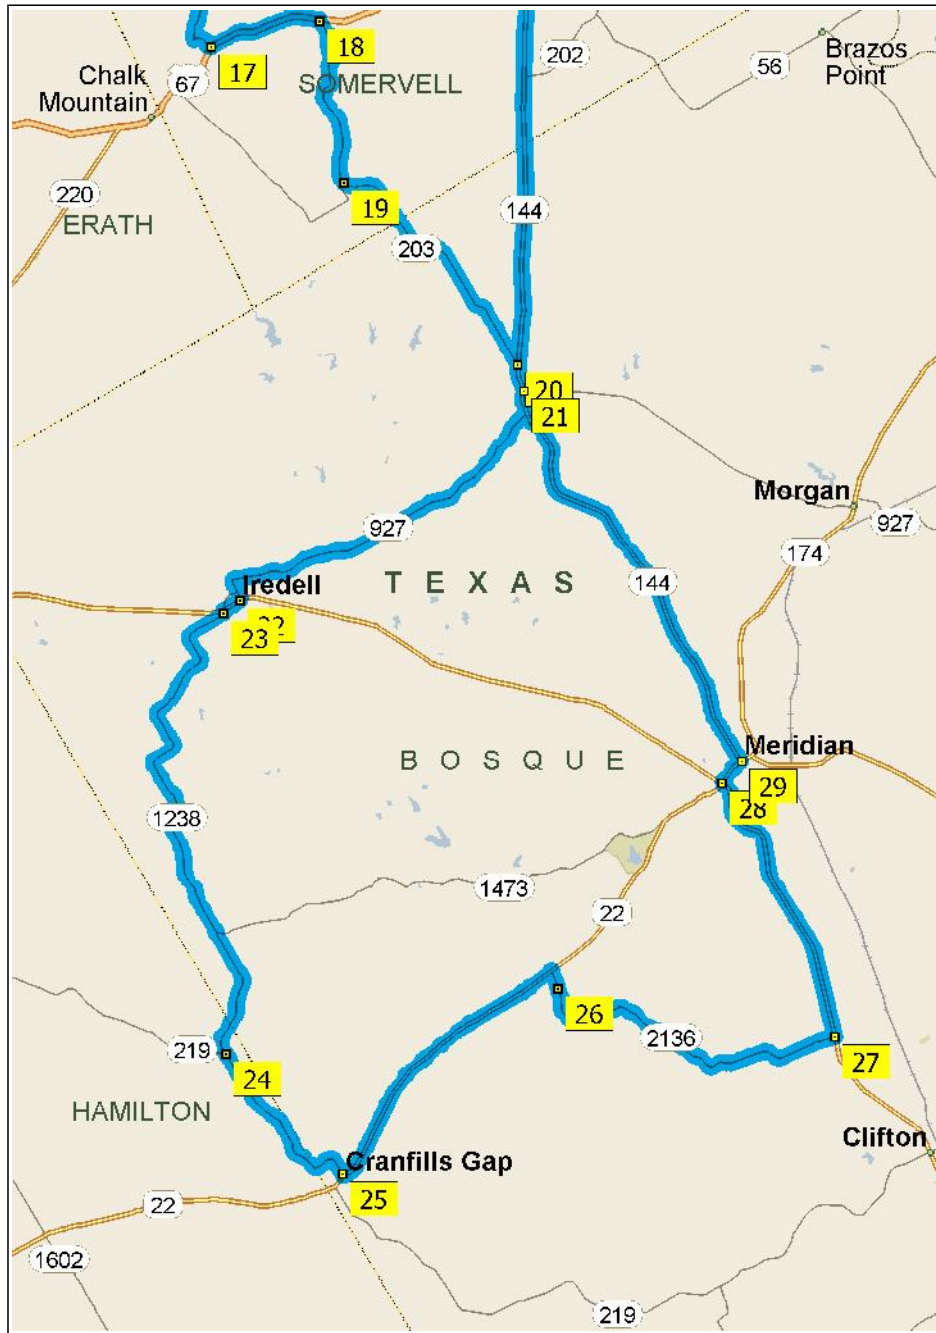 18
202
Brazos
Point
17
56
Chalk
Mountain
67
SOMERVELL
220
19
144
ERATH
203
20
21
Morgan
927
927
174
Iredell
TEXAS
144
22
23
Meridian
BOSQUE
29
28
1238
1473
22
26
2136
219
27
24
HAMILTON
Clifton
Cranfills Gap
25
22
1602
219